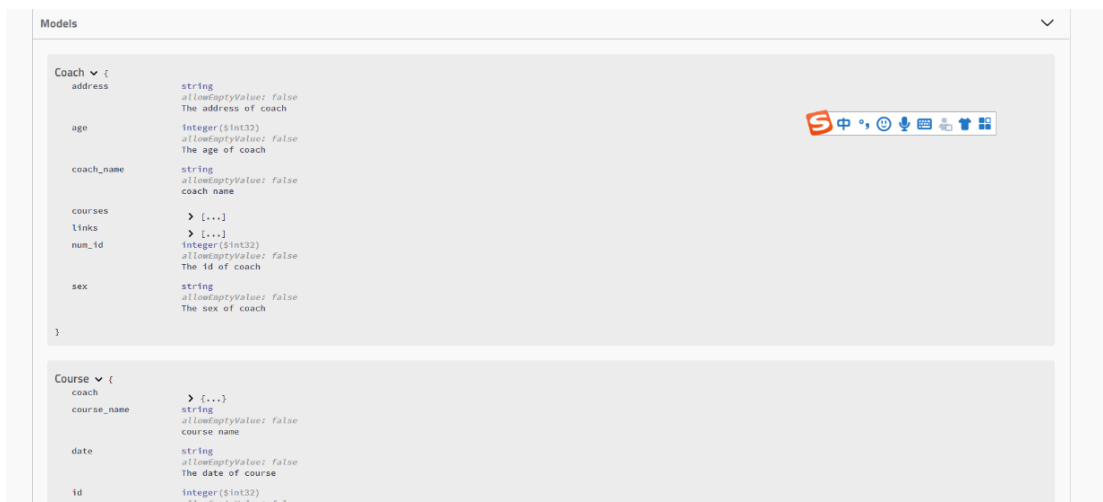 Models
Coach {
address string
allowEmptyValue: false
The address of coach
age integer($int32)
allowEmptyValue: false
The age of coach
coach_name string
allowEmptyValue: false
coach name
courses [...]
links [...]
num_id integer($int32)
allowEmptyValue: false
The id of coach
sex string
allowEmptyValue: false
The sex of coach
}
S 中 °,
Course {
coach {...}
course_name string
allowEmptyValue: false
course name
date string
allowEmptyValue: false
The date of course
id integer($int32)